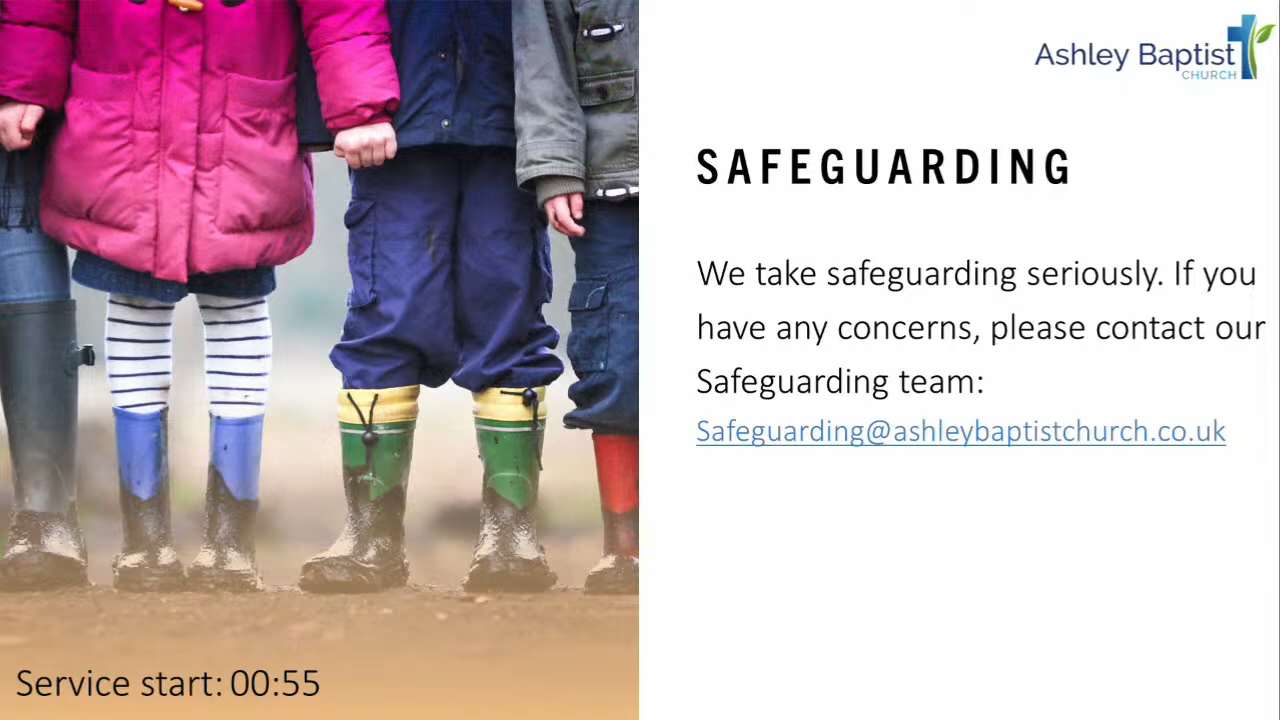 Ashley Baptist
CHURCH
SAFEGUARDING
We take safeguarding seriously. If you
have any concerns, please contact our
Safeguarding team:
Safeguarding@ashleybaptistchurch.co.uk
Service start: 00:55